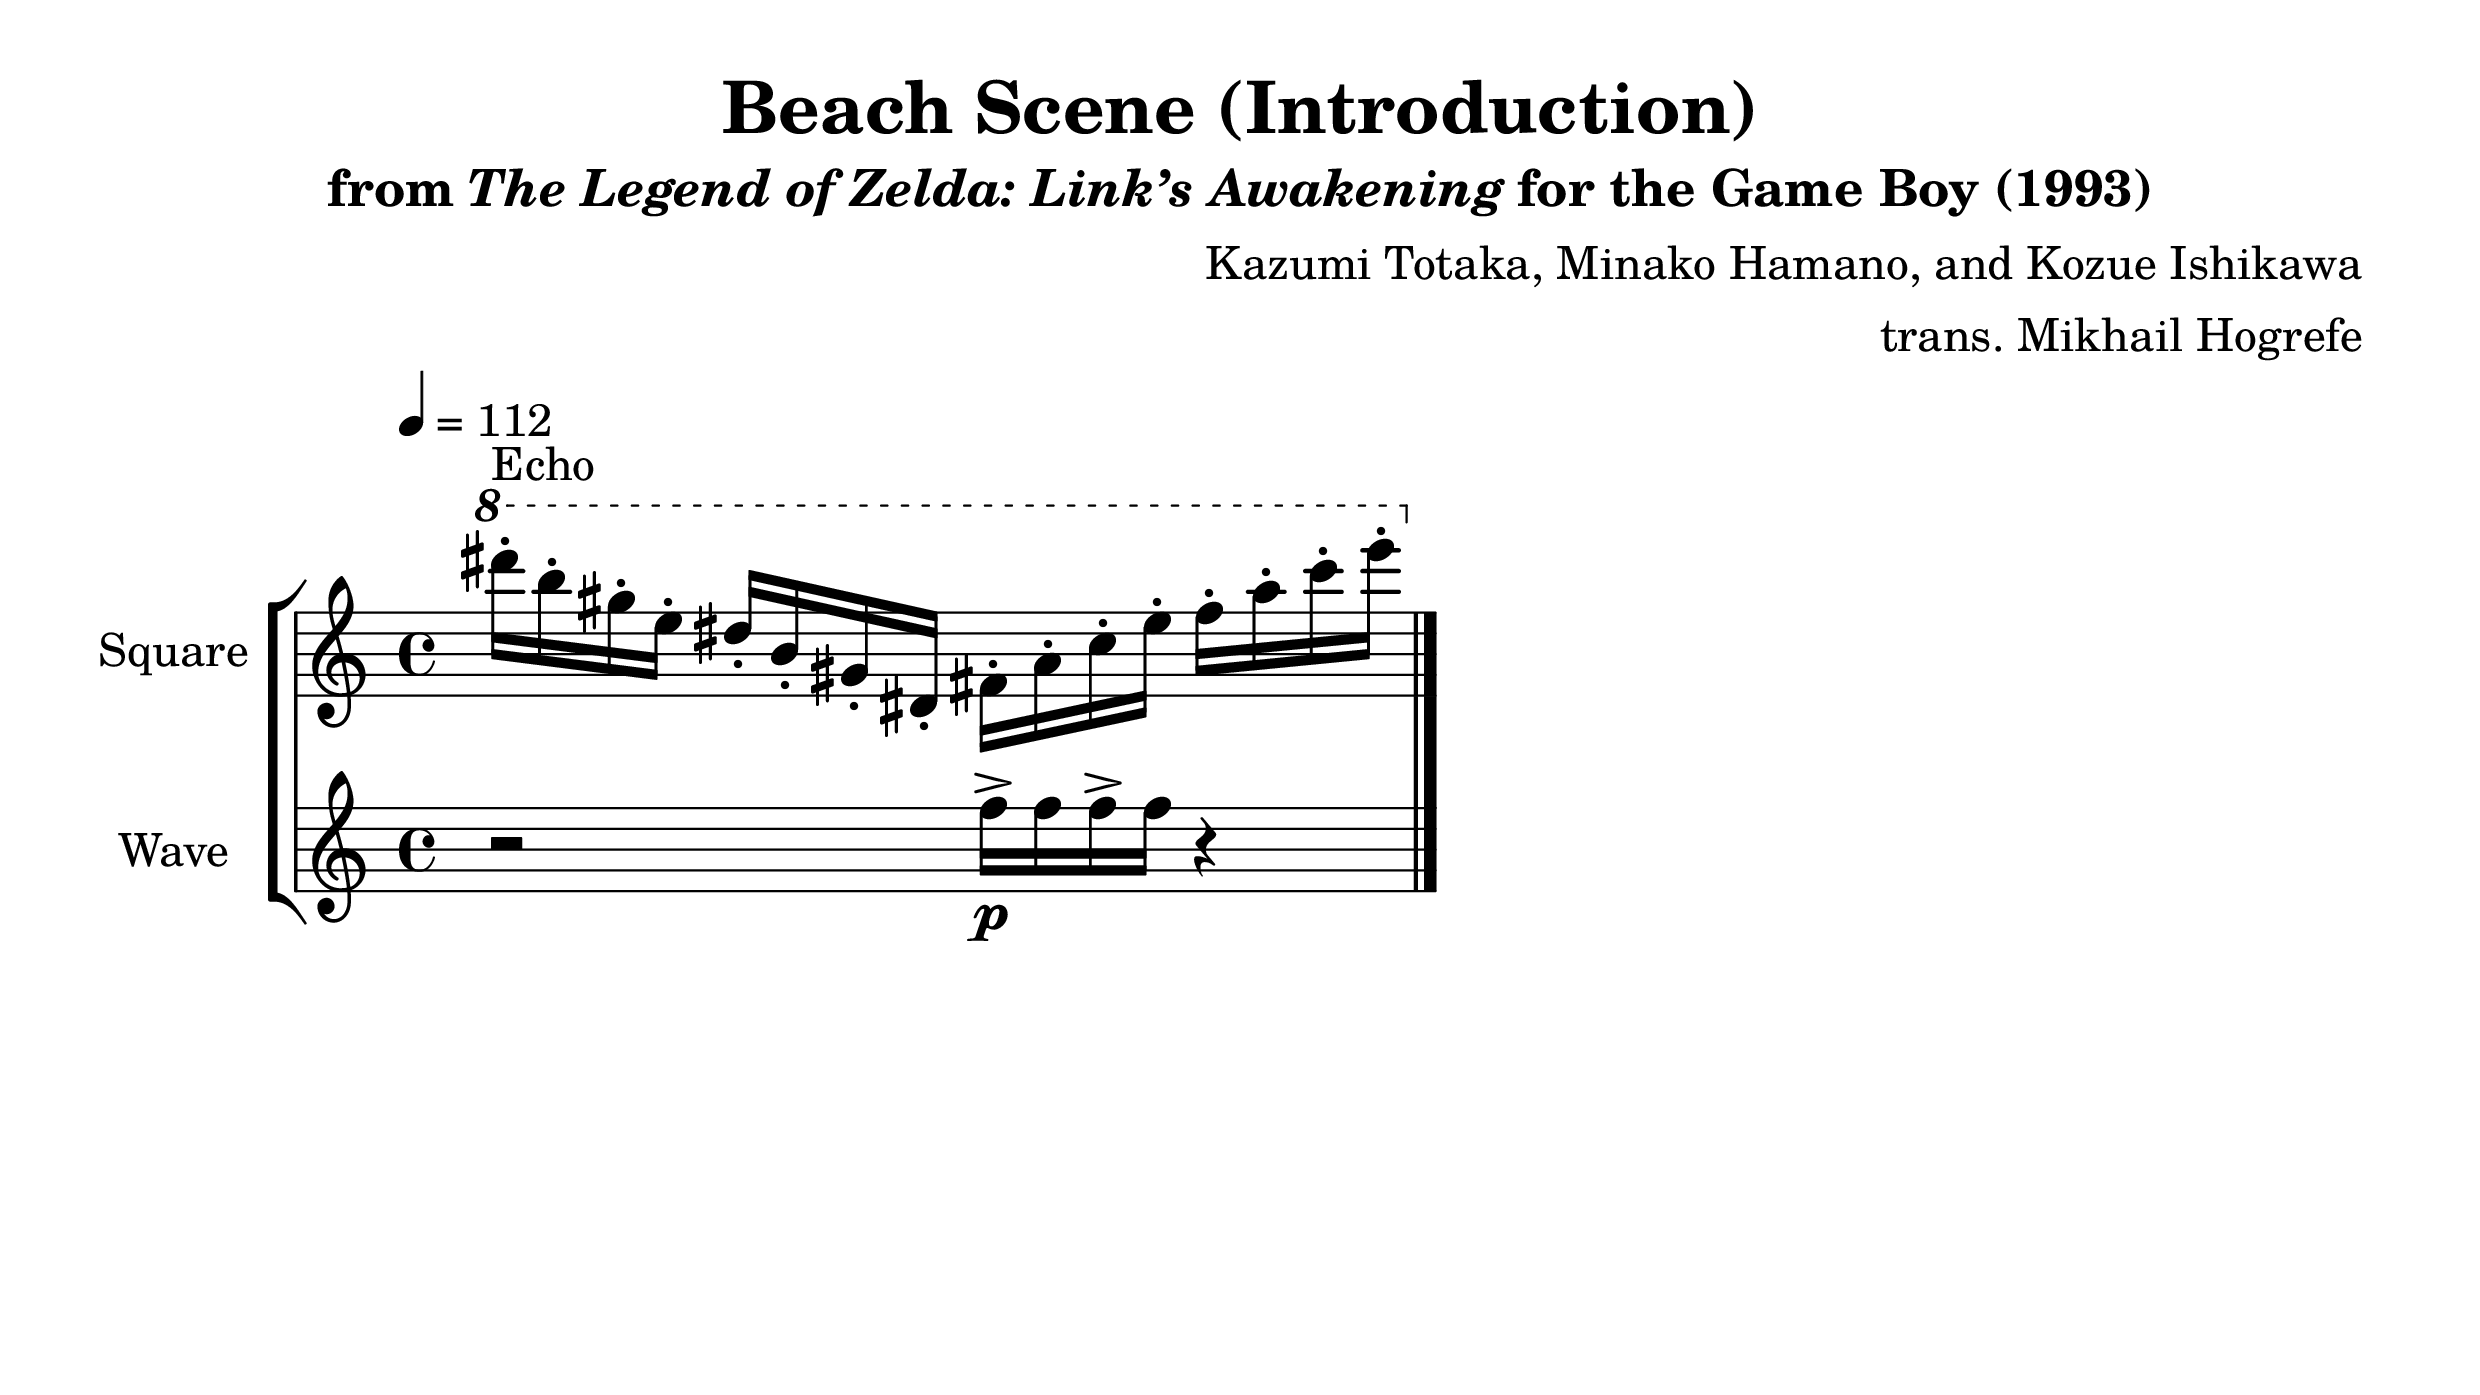 Beach Scene (Introduction)
from The Legend of Zelda: Link’s Awakening for the Game Boy (1993)
Kazumi Totaka, Minako Hamano, and Kozue Ishikawa
trans. Mikhail Hogrefe
= 112
Echo
8
Square
Wave
p